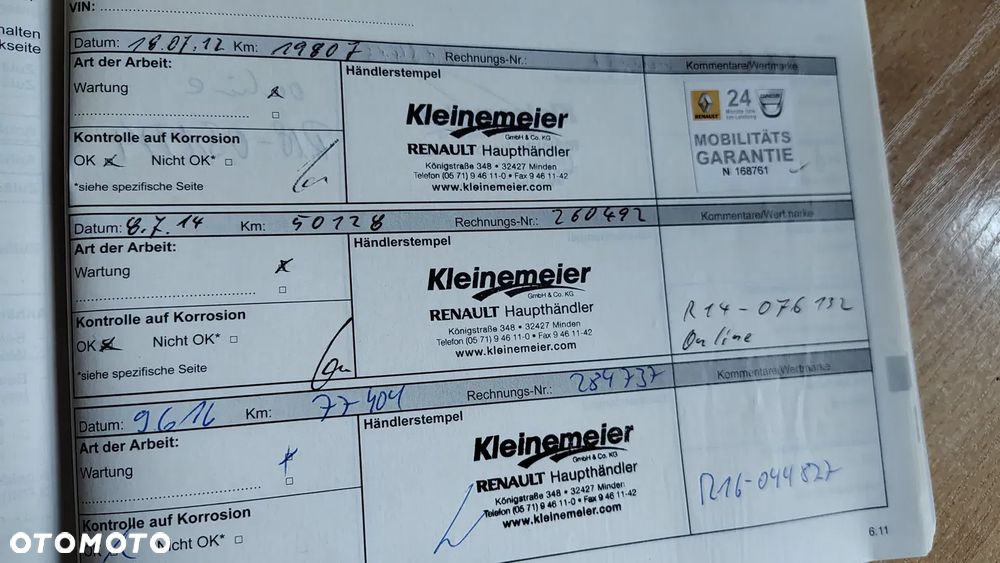 VIN:
halten
kseite
Datum: 18.07.12 Km: 19807 Rechnungs-Nr.: Kommentare/Wertmarke
Art der Arbeit:
Wartung
Kontrolle auf Korrosion
OK Nicht OK*
*siehe spezifische Seite
Händlerstempel
Kleinemeier
GmbH & Co. KG
RENAULT Haupthändler
Königstraße 348 • 32427 Minden
Telefon (05 71) 9 46 11-0 • Fax 9 46 11-42
www.kleinemeier.com
RENAULT
24
MOBILITÄTS
GARANTIE
N 168761
Datum: 8.7.14 Km: 50128 Rechnungs-Nr.: 260492 Kommentare/Wertmarke
Art der Arbeit:
Wartung
Kontrolle auf Korrosion
OK Nicht OK*
*siehe spezifische Seite
Händlerstempel
Kleinemeier
GmbH & Co. KG
RENAULT Haupthändler
Königstraße 348 • 32427 Minden
Telefon (05 71) 9 46 11-0 • Fax 9 46 11-42
www.kleinemeier.com
R14-076132
Online
Datum: 9616 Km: 77404 Rechnungs-Nr.: 284737 Kommentare/Wertmarke
Art der Arbeit:
Wartung
Kontrolle auf Korrosion
OK Nicht OK*
Händlerstempel
Kleinemeier
GmbH & Co. KG
RENAULT Haupthändler
Königstraße 348 • 32427 Minden
Telefon (05 71) 9 46 11-0 • Fax 9 46 11-42
www.kleinemeier.com
R16-044827
6.11
OTOMOTO